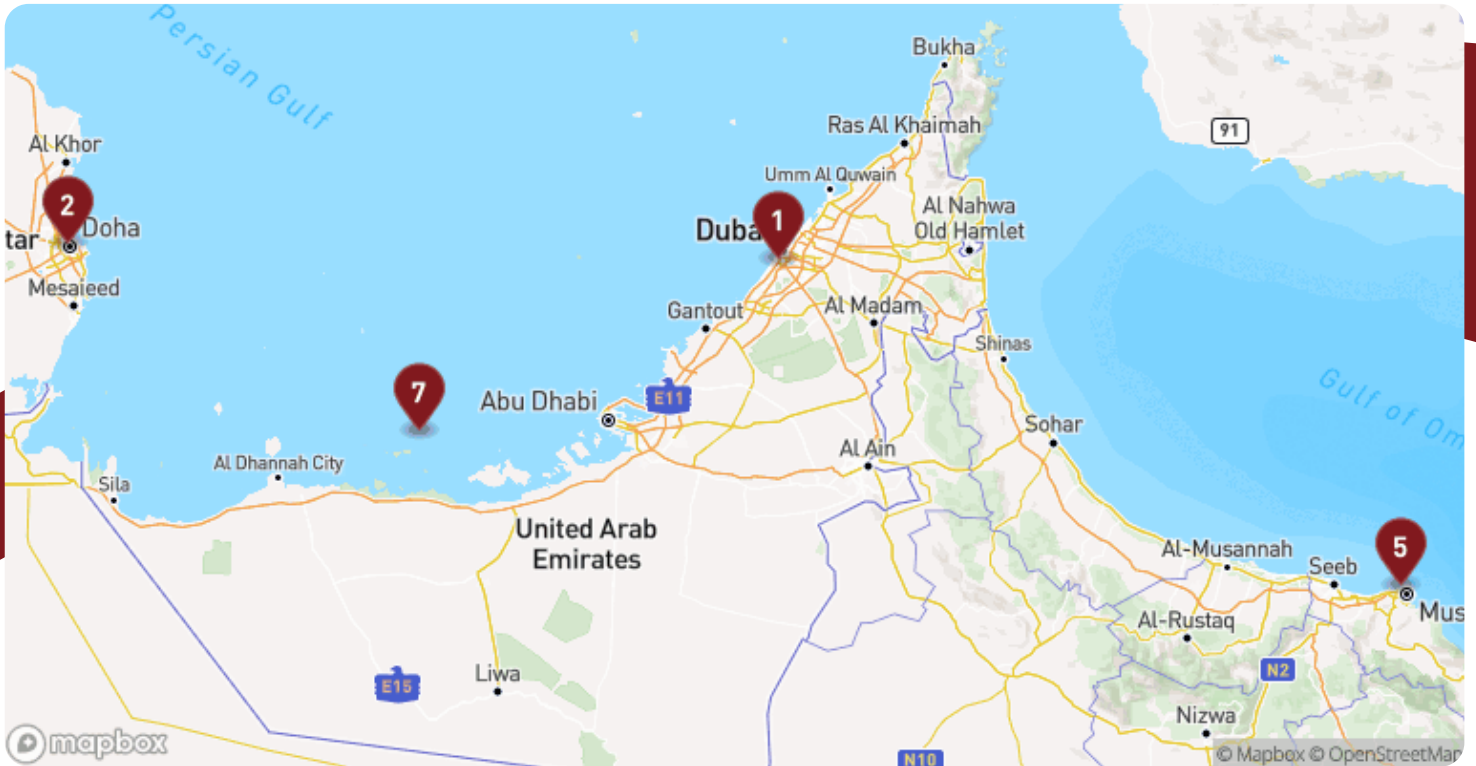 Persian Gulf
Bukha
91
Ras Al Khaimah
Al Khor
Umm Al Quwain
2
Doha
tar
1
Duba
Al Nahwa
Old Hamlet
Mesaieed
Gantout
Al Madam
Shinas
7
Abu Dhabi
E11
Gulf of Om
Sohar
Al Ain
Al Dhannah City
Sila
United Arab
Emirates
5
Al-Musannah
Seeb
Mus
Al-Rustaq
Liwa
E15
N2
Nizwa
mapbox
N10
© Mapbox © OpenStreetMap